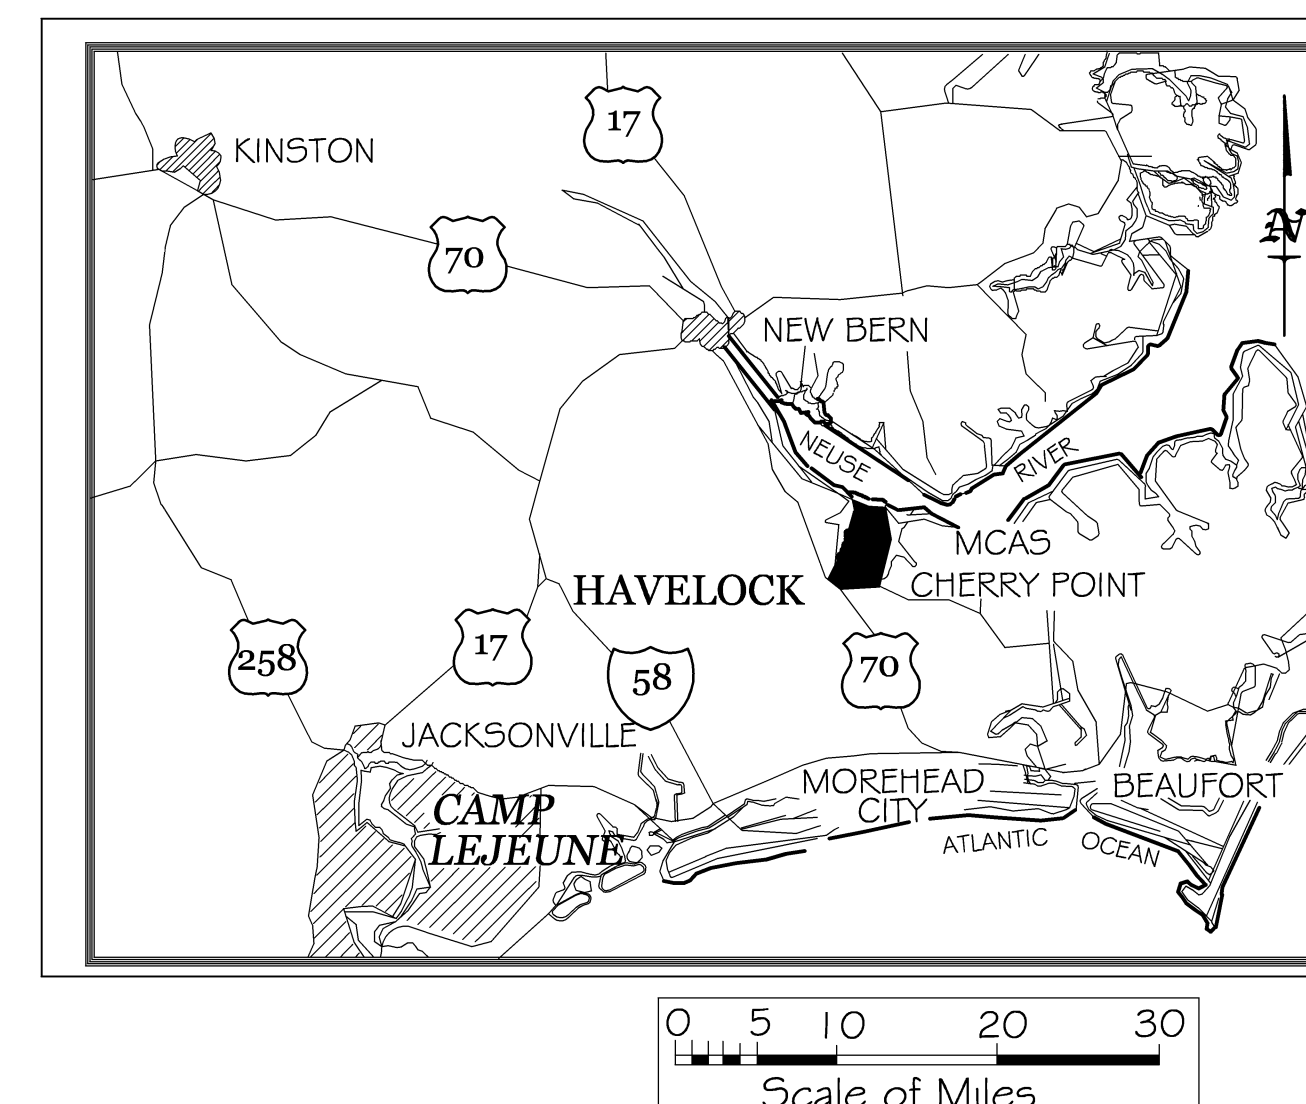 17
KINSTON
N
70
NEW BERN
NEUSE
RIVER
MCAS
CHERRY POINT
HAVELOCK
258
17
58
70
JACKSONVILLE
MOREHEAD
CITY
BEAUFORT
CAMP
LEJEUNE
ATLANTIC
OCEAN
0 5 10 20 30
Scale of Miles